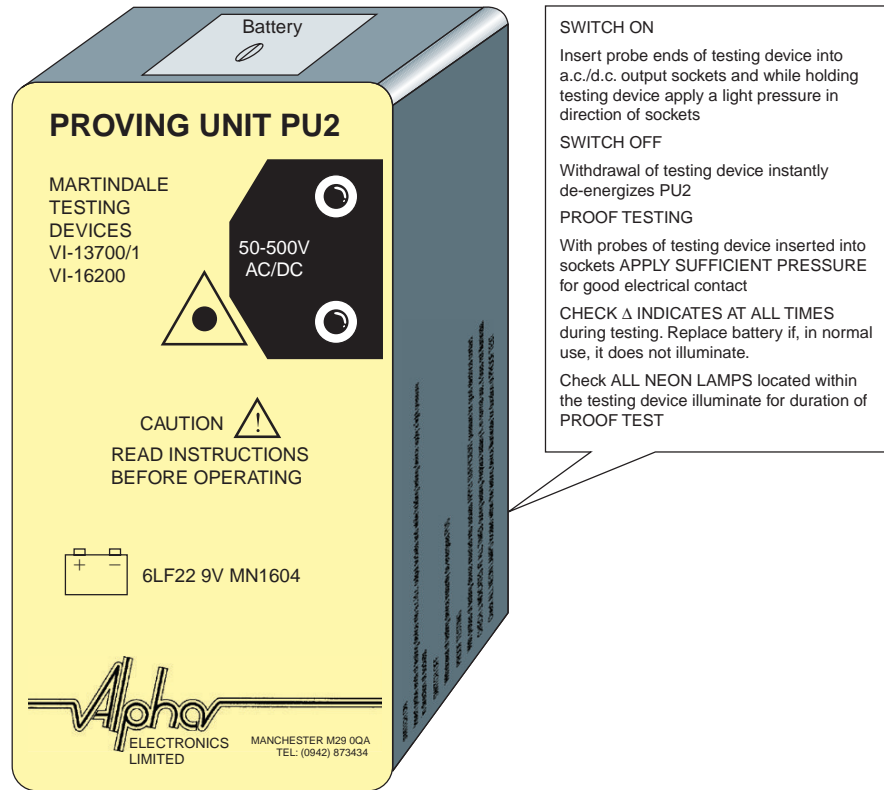 Battery
PROVING UNIT PU2
MARTINDALE
TESTING
DEVICES
VI-13700/1
VI-16200
50-500V
AC/DC
CAUTION !
READ INSTRUCTIONS
BEFORE OPERATING
+ −
6LF22 9V MN1604
Alpha
ELECTRONICS
LIMITED
MANCHESTER M29 0QA
TEL: (0942) 873434
SWITCH ON
Insert probe ends of testing device into
a.c./d.c. output sockets and while holding
testing device apply a light pressure in
direction of sockets
SWITCH OFF
Withdrawal of testing device instantly
de-energizes PU2
PROOF TESTING
With probes of testing device inserted into
sockets APPLY SUFFICIENT PRESSURE
for good electrical contact
CHECK Δ INDICATES AT ALL TIMES
during testing. Replace battery if, in normal
use, it does not illuminate.
Check ALL NEON LAMPS located within
the testing device illuminate for duration of
PROOF TEST